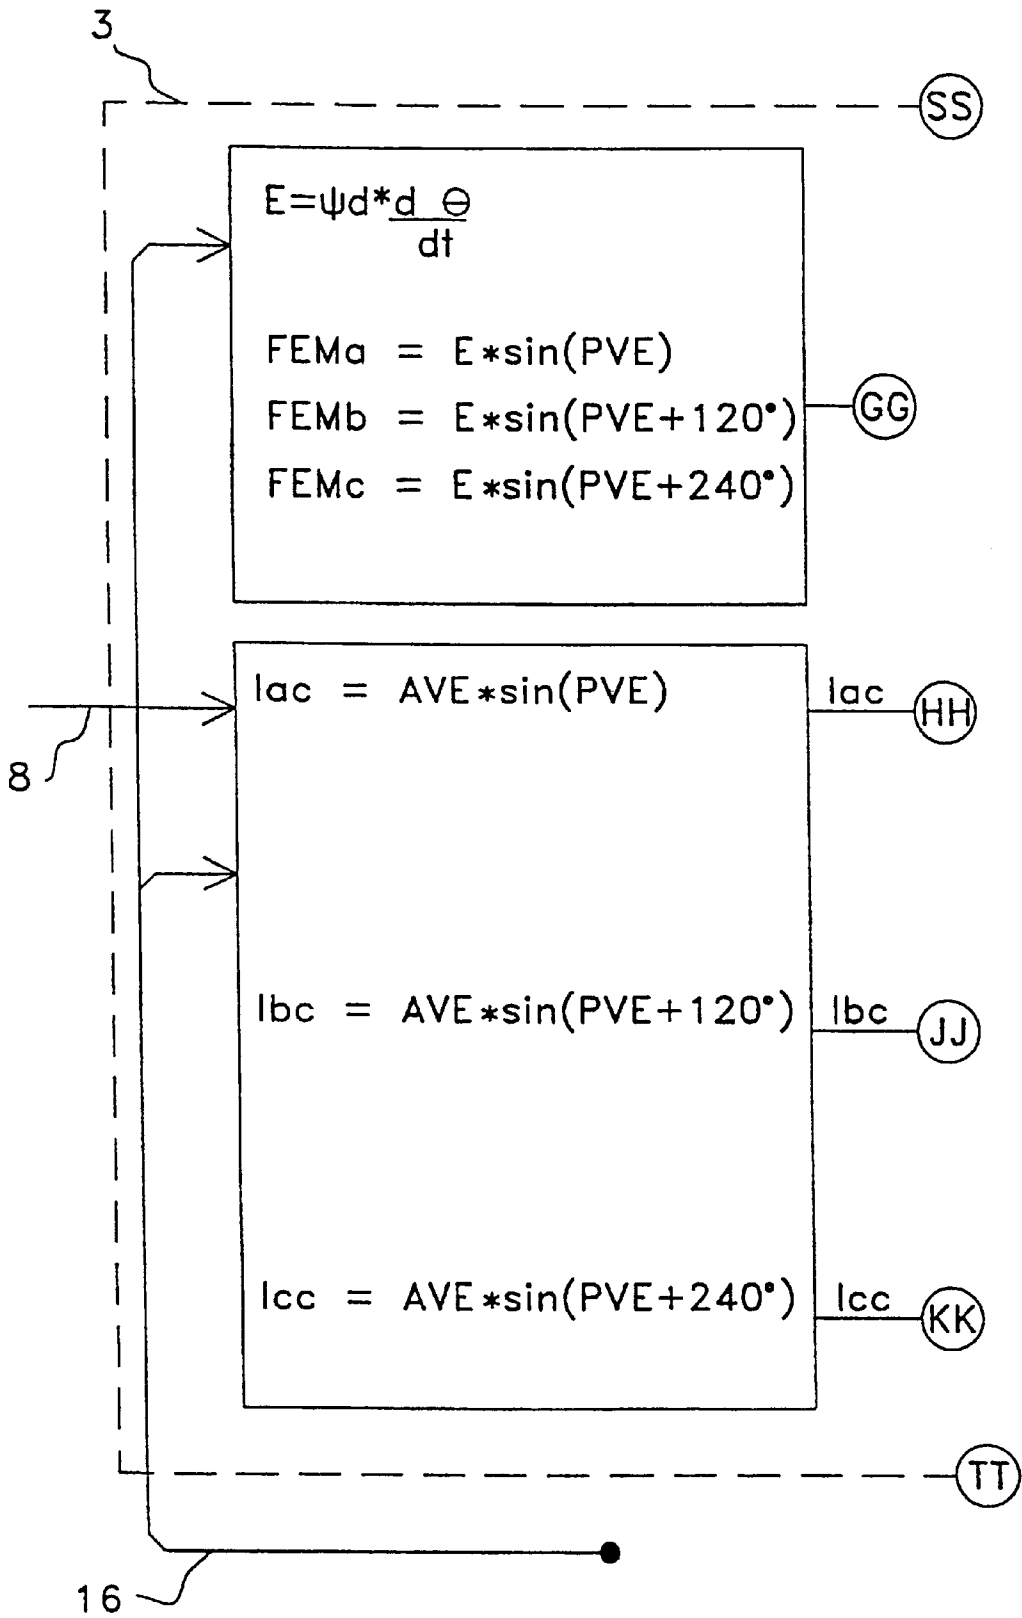 3
SS
E=ψd*d θ
dt
FEMa = E*sin(PVE)
FEMb = E*sin(PVE+120°)
GG
FEMc = E*sin(PVE+240°)
Iac = AVE*sin(PVE)
Iac
HH
8
Ibc = AVE*sin(PVE+120°)
Ibc
JJ
Icc = AVE*sin(PVE+240°)
Icc
KK
TT
16